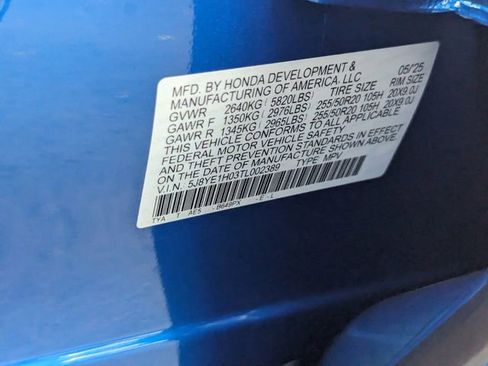 MFD. BY HONDA DEVELOPMENT & 05/25
MANUFACTURING OF AMERICA, LLC TIRE SIZE RIM SIZE
GVWR 2640KG (5820LBS)
GAWR F 1350KG (2976LBS) 255/50R20 105H 20X9.0J
GAWR R 1345KG (2965LBS) 255/50R20 105H 20X9.0J
THIS VEHICLE CONFORMS TO ALL APPLICABLE
FEDERAL MOTOR VEHICLE SAFETY AND THEFT
PREVENTION STANDARDS IN EFFECT ON THE DATE
OF MANUFACTURE SHOWN ABOVE.
V.I.N.: 5J8YE1H03TL002389 TYPE: MPV
TYA T AE5 - B649PX - E - L